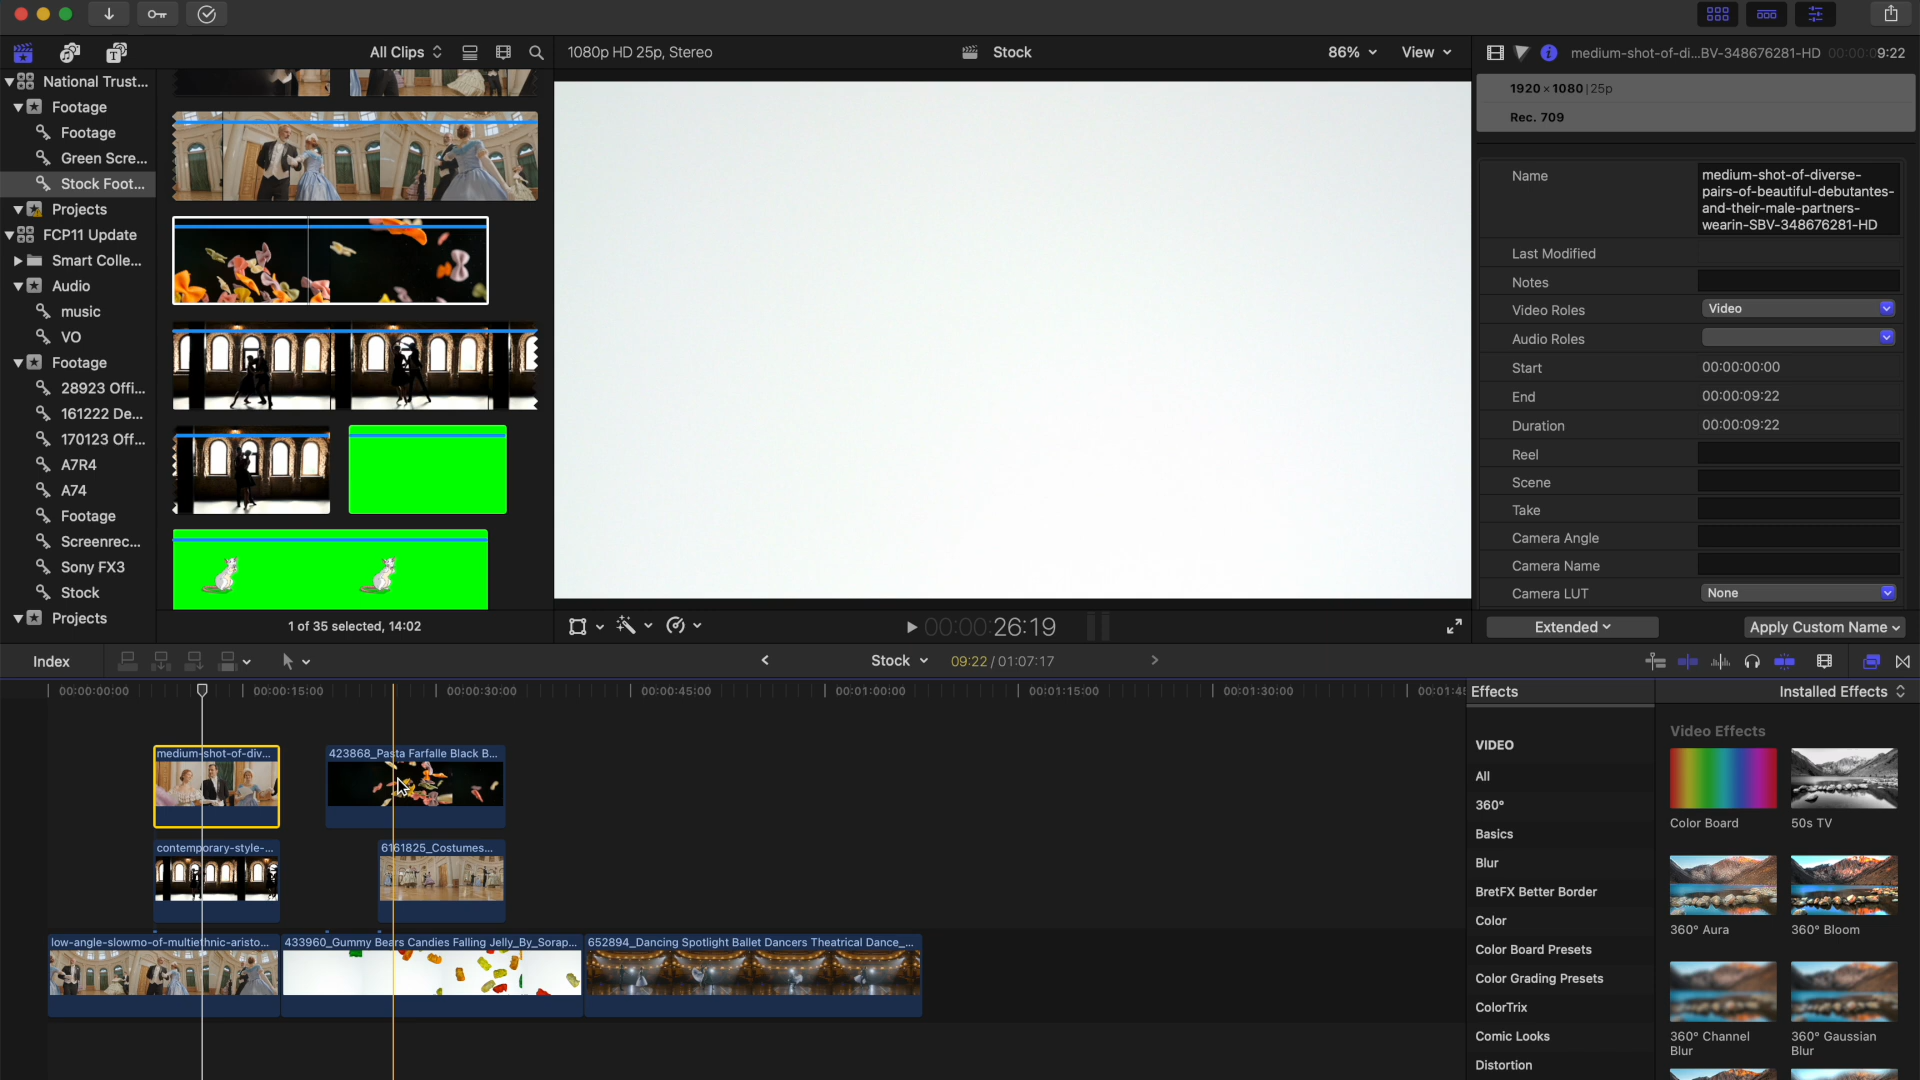 All Clips
1080p HD 25p, Stereo
Stock
86%
View
medium-shot-of-di...BV-348676281-HD
00:00:09:22
1920 × 1080 | 25p
Rec. 709
National Trust...
Footage
Footage
Green Scre...
Stock Foot...
Projects
FCP11 Update
Smart Colle...
Audio
music
VO
Footage
28923 Offi...
161222 De...
170123 Off...
A7R4
A74
Footage
Screenrec...
Sony FX3
Stock
Projects
1 of 35 selected, 14:02
00:00:26:19
Name
medium-shot-of-diverse-
pairs-of-beautiful-debutantes-
and-their-male-partners-
wearin-SBV-348676281-HD
Last Modified
Notes
Video Roles
Video
Audio Roles
Start
00:00:00:00
End
00:00:09:22
Duration
00:00:09:22
Reel
Scene
Take
Camera Angle
Camera Name
Camera LUT
None
Extended
Apply Custom Name
Index
Stock
09:22 / 01:07:17
00:00:00:00
00:00:15:00
00:00:30:00
00:00:45:00
00:01:00:00
00:01:15:00
00:01:30:00
00:01:45
medium-shot-of-div...
423868_Pasta Farfalle Black B...
contemporary-style-...
6161825_Costumes...
low-angle-slowmo-of-multiethnic-aristo...
433960_Gummy Bears Candies Falling Jelly_By_Sorap...
652894_Dancing Spotlight Ballet Dancers Theatrical Dance_...
Effects
Installed Effects
VIDEO
All
360°
Basics
Blur
BretFX Better Border
Color
Color Board Presets
Color Grading Presets
ColorTrix
Comic Looks
Distortion
Video Effects
Color Board
50s TV
360° Aura
360° Bloom
360° Channel
Blur
360° Gaussian
Blur